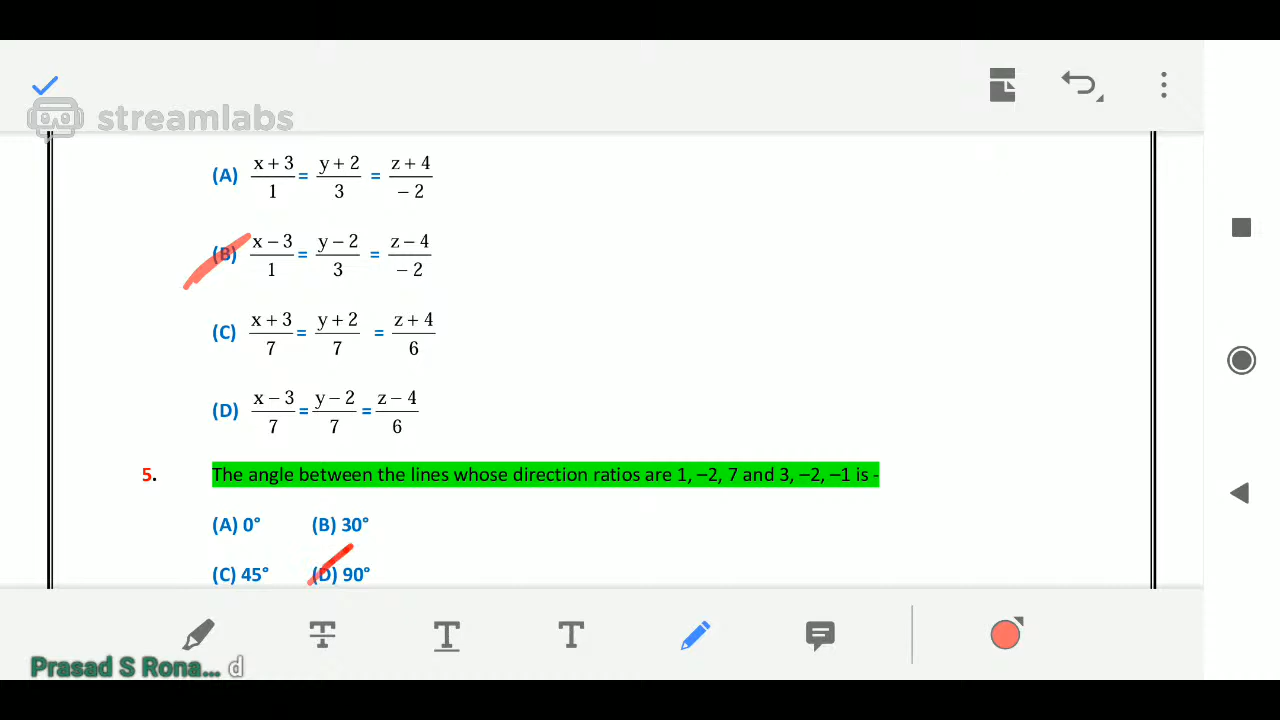 streamlabs
(A) x + 3 / 1 = y + 2 / 3 = z + 4 / – 2
(B) x – 3 / 1 = y – 2 / 3 = z – 4 / – 2
(C) x + 3 / 7 = y + 2 / 7 = z + 4 / 6
(D) x – 3 / 7 = y – 2 / 7 = z – 4 / 6
5. The angle between the lines whose direction ratios are 1, –2, 7 and 3, –2, –1 is -
(A) 0° (B) 30°
(C) 45° (D) 90°
T T T
Prasad S Rona... d